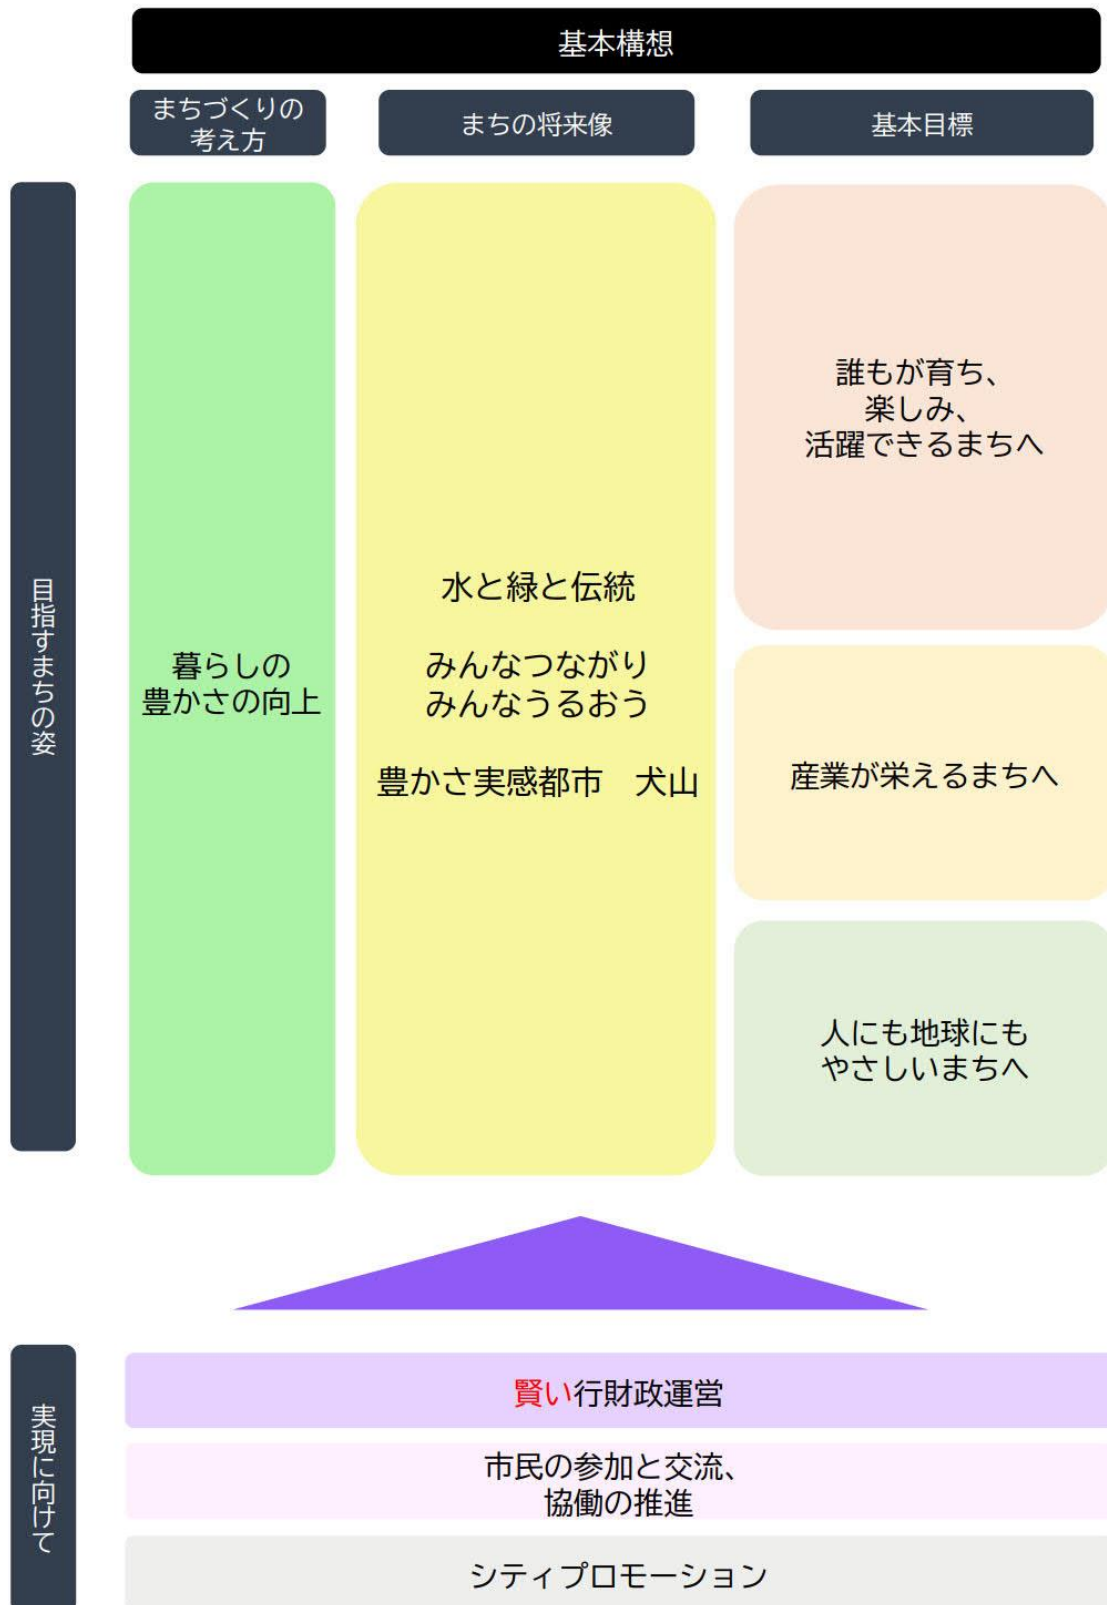 基本構想
まちづくりの
考え方
まちの将来像
基本目標
目指すまちの姿
暮らしの
豊かさの向上
水と緑と伝統
みんなつながり
みんなうるおう
豊かさ実感都市　犬山
誰もが育ち、
楽しみ、
活躍できるまちへ
産業が栄えるまちへ
人にも地球にも
やさしいまちへ
実現に向けて
賢い行財政運営
市民の参加と交流、
協働の推進
シティプロモーション